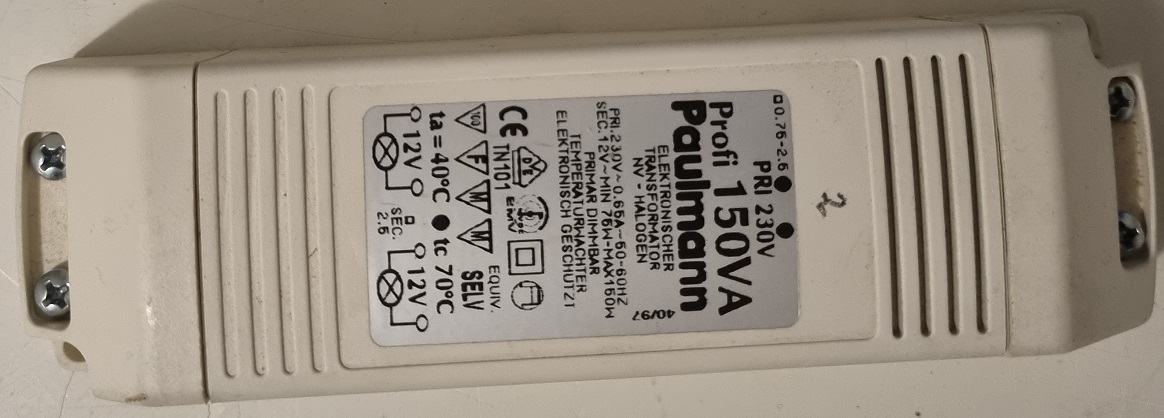 □ 0.75-2.5
PRI 230V
Profi 150VA
Paulmann
ELEKTRONISCHER
TRANSFORMATOR
NV - HALOGEN
40/97
PRI.230V~0.65A~50-60HZ
SEC.12V~MIN 75W-MAX150W
PRIMÄR DIMMBAR
TEMPERATURWÄCHTER
ELEKTRONISCH GESCHÜTZT
CE
TN101
EMV
F M W
EQUIV.
SELV
ta = 40°C ● tc 70°C
12V
SEC.
□ 2.5
12V
2